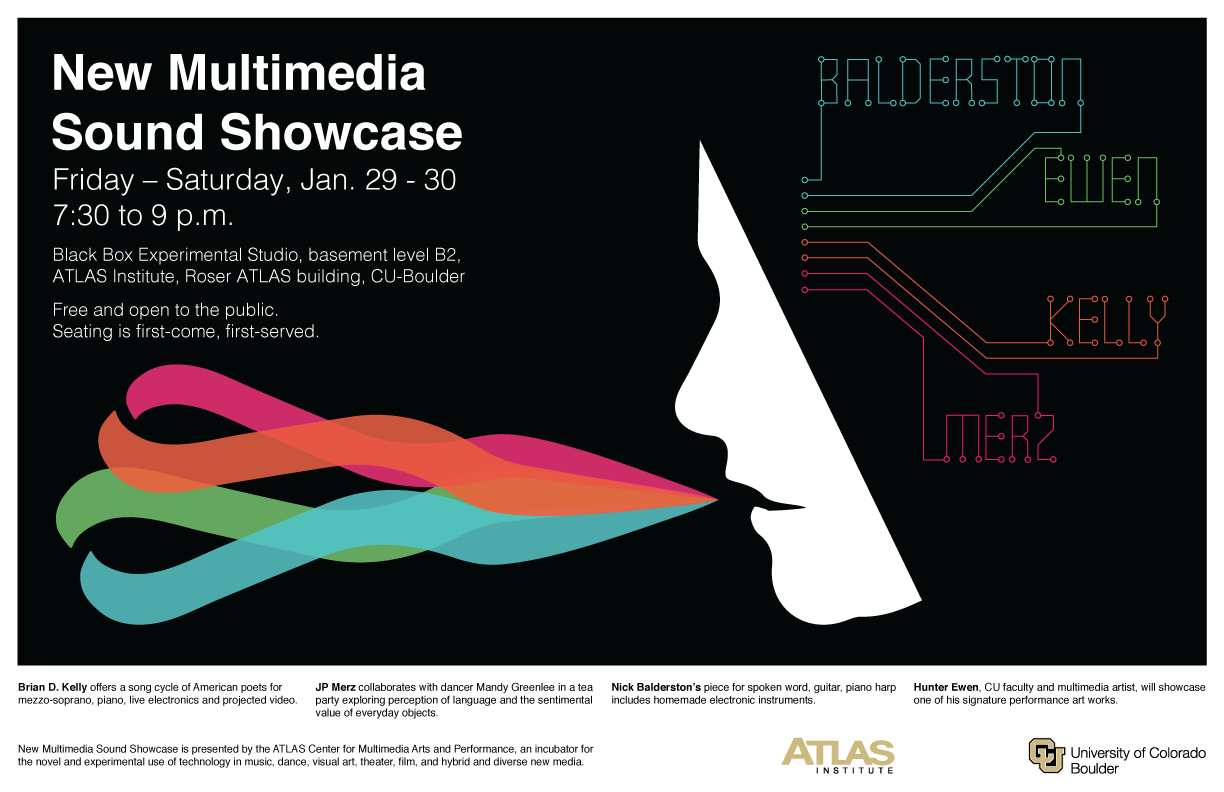 New Multimedia
Sound Showcase
Friday – Saturday, Jan. 29 - 30
7:30 to 9 p.m.
Black Box Experimental Studio, basement level B2,
ATLAS Institute, Roser ATLAS building, CU-Boulder
Free and open to the public.
Seating is first-come, first-served.
BALDERSTON
EWEN
KELLY
MERZ
Brian D. Kelly offers a song cycle of American poets for
mezzo-soprano, piano, live electronics and projected video.
JP Merz collaborates with dancer Mandy Greenlee in a tea
party exploring perception of language and the sentimental
value of everyday objects.
Nick Balderston's piece for spoken word, guitar, piano harp
includes homemade electronic instruments.
Hunter Ewen, CU faculty and multimedia artist, will showcase
one of his signature performance art works.
New Multimedia Sound Showcase is presented by the ATLAS Center for Multimedia Arts and Performance, an incubator for
the novel and experimental use of technology in music, dance, visual art, theater, film, and hybrid and diverse new media.
ATLAS
INSTITUTE
CU
University of Colorado
Boulder